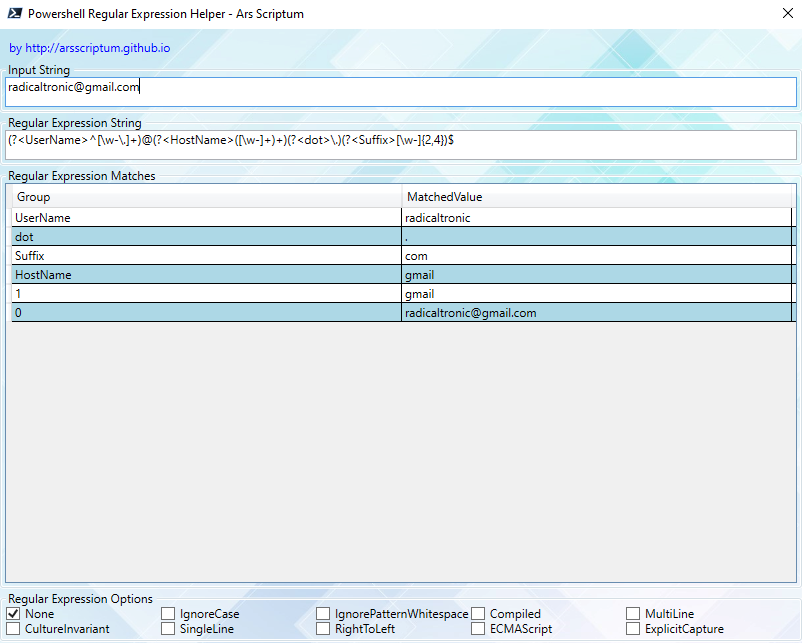 Powershell Regular Expression Helper - Ars Scriptum
by http://arsscriptum.github.io
Input String
radicaltronic@gmail.com
Regular Expression String
(?<UserName>^[\w-\.]+)@(?<HostName>([\w-]+)+)(?<dot>\.)(?<Suffix>[\w-]{2,4})$
Regular Expression Matches
Group MatchedValue
UserName radicaltronic
dot .
Suffix com
HostName gmail
1 gmail
0 radicaltronic@gmail.com
Regular Expression Options
None IgnoreCase IgnorePatternWhitespace Compiled MultiLine
CultureInvariant SingleLine RightToLeft ECMAScript ExplicitCapture